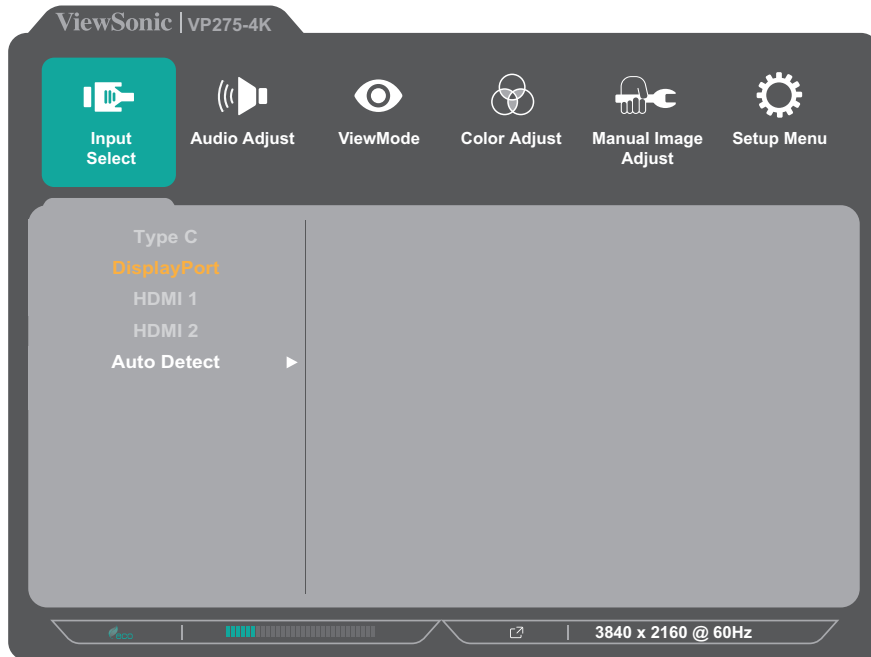 ViewSonic | VP275-4K
Input Select
Audio Adjust
ViewMode
Color Adjust
Manual Image Adjust
Setup Menu
Type C
DisplayPort
HDMI 1
HDMI 2
Auto Detect ►
eco
3840 x 2160 @ 60Hz